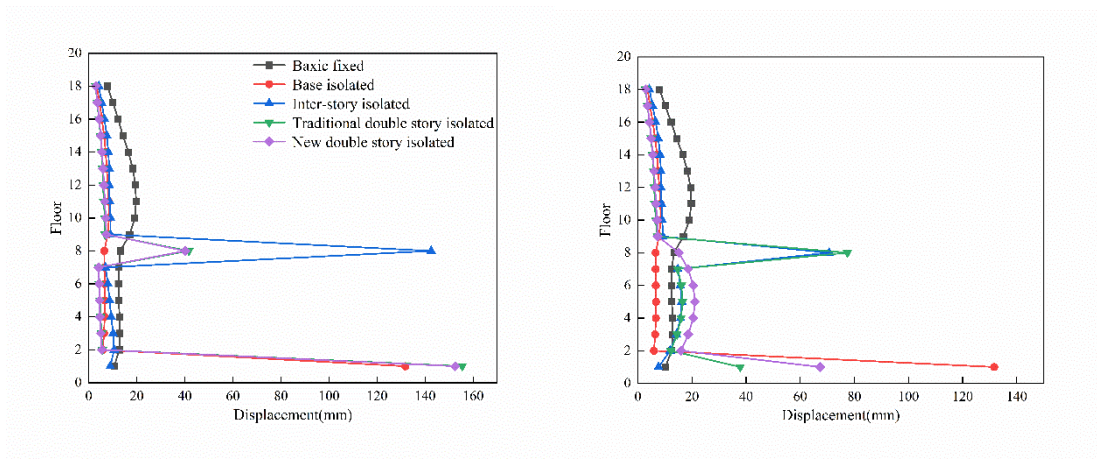 20
18
16
14
12
10
8
6
4
2
0
Floor
Baxic fixed
Base isolated
Inter-story isolated
Traditional double story isolated
New double story isolated
0 20 40 60 80 100 120 140 160
Displacement(mm)
20
18
16
14
12
10
8
6
4
2
0
Floor
0 20 40 60 80 100 120 140
Displacement(mm)